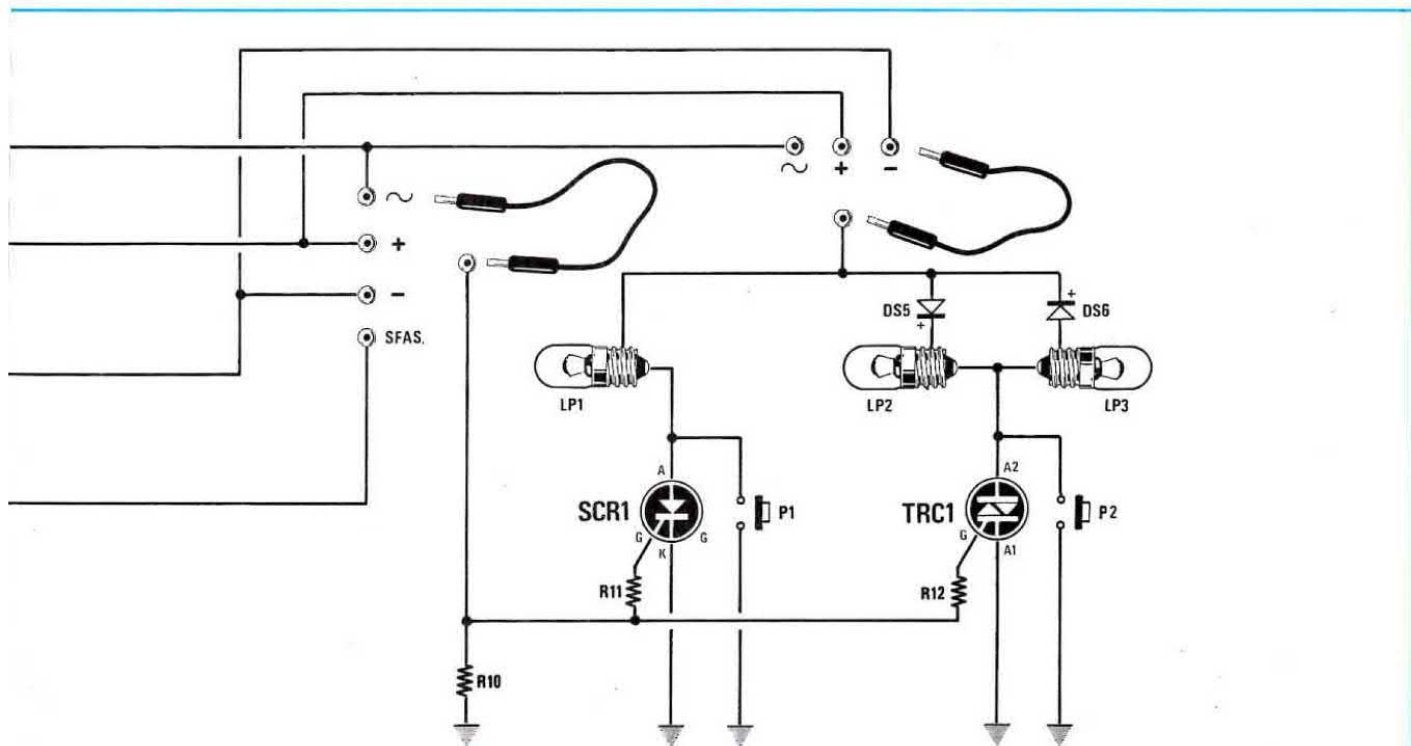 ∼ + -
∼
+
-
SFAS.
DS5
+
+
DS6
LP1
LP2
LP3
A
SCR1
G
K
G
P1
R11
A2
TRC1
G
A1
P2
R12
R10